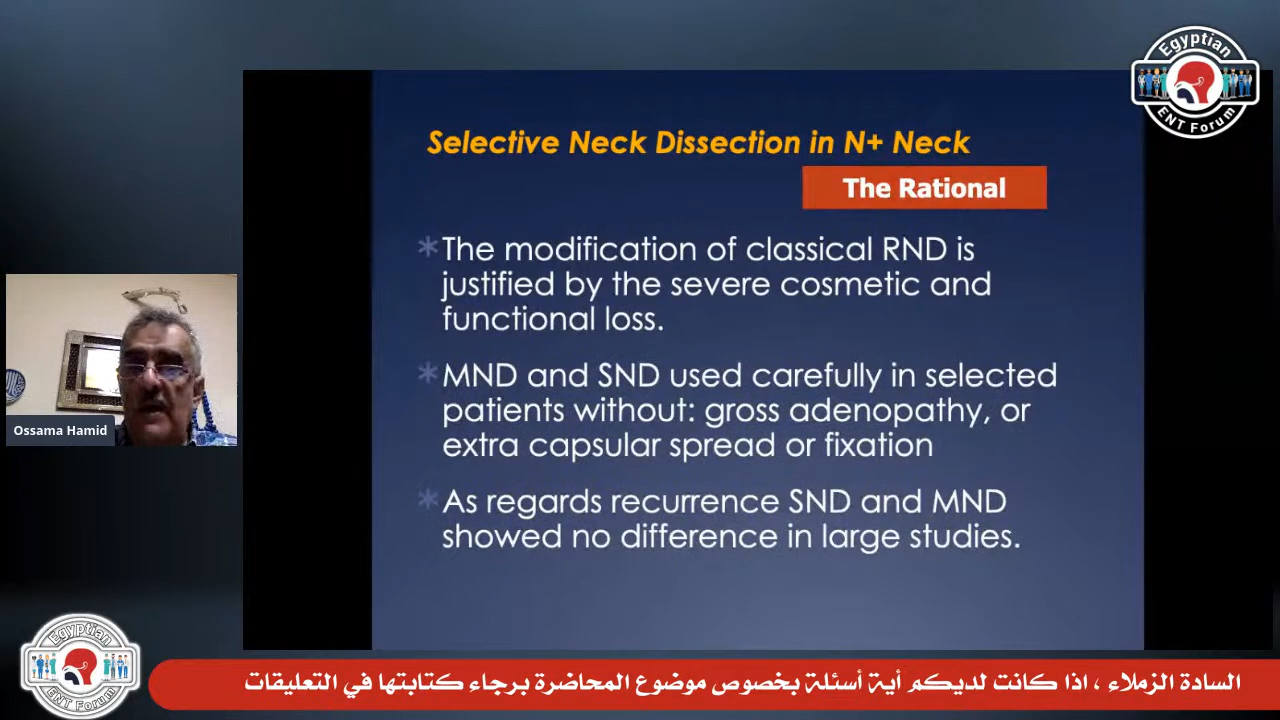 Egyptian
ENT Forum
Selective Neck Dissection in N+ Neck
The Rational
*The modification of classical RND is
justified by the severe cosmetic and
functional loss.
*MND and SND used carefully in selected
patients without: gross adenopathy, or
extra capsular spread or fixation
*As regards recurrence SND and MND
showed no difference in large studies.
Ossama Hamid
Egyptian
ENT Forum
السادة الزملاء ، اذا كانت لديكم أية أسئلة بخصوص موضوع المحاضرة برجاء كتابتها في التعليقات